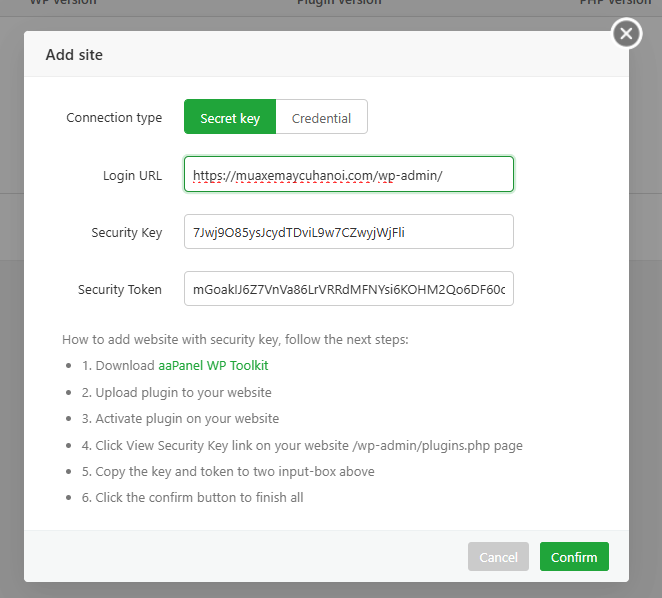 WP version Plugin version PHP version
Add site
Connection type Secret key Credential
Login URL https://muaxemaycuhanoi.com/wp-admin/
Security Key 7Jwj9O85ysJcydTDviL9w7CZwyjWjFli
Security Token mGoakIJ6Z7VnVa86LrVRRdMFNYsi6KOHM2Qo6DF60c
How to add website with security key, follow the next steps:
1. Download aaPanel WP Toolkit
2. Upload plugin to your website
3. Activate plugin on your website
4. Click View Security Key link on your website /wp-admin/plugins.php page
5. Copy the key and token to two input-box above
6. Click the confirm button to finish all
Cancel Confirm